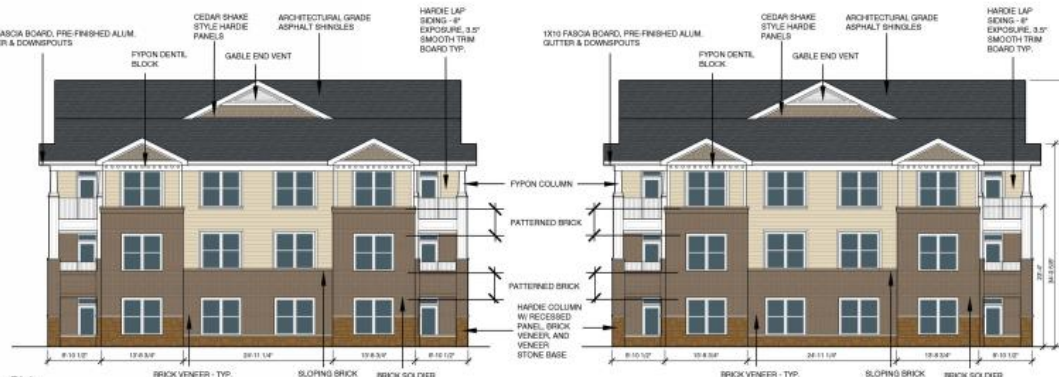 ASCIA BOARD, PRE-FINISHED ALUM.
R & DOWNSPOUTS
CEDAR SHAKE
STYLE HARDIE
PANELS
ARCHITECTURAL GRADE
ASPHALT SHINGLES
HARDIE LAP
SIDING - 6"
EXPOSURE, 3.5"
SMOOTH TRIM
BOARD TYP.
FYPON DENTIL
BLOCK
GABLE END VENT
1X10 FASCIA BOARD, PRE-FINISHED ALUM.
GUTTER & DOWNSPOUTS
CEDAR SHAKE
STYLE HARDIE
PANELS
ARCHITECTURAL GRADE
ASPHALT SHINGLES
HARDIE LAP
SIDING - 6"
EXPOSURE, 3.5"
SMOOTH TRIM
BOARD TYP.
FYPON DENTIL
BLOCK
GABLE END VENT
FYPON COLUMN
PATTERNED BRICK
PATTERNED BRICK
HARDIE COLUMN
W/ RECESSED
PANEL, BRICK
VENEER, AND
VENEER
STONE BASE
8'-10 1/2"
13'-8 3/4"
24'-11 1/4"
13'-8 3/4"
8'-10 1/2"
8'-10 1/2"
13'-8 3/4"
24'-11 1/4"
13'-8 3/4"
8'-10 1/2"
BRICK VENEER - TYP.
SLOPING BRICK
BRICK SOLDIER
BRICK VENEER - TYP.
SLOPING BRICK
BRICK SOLDIER